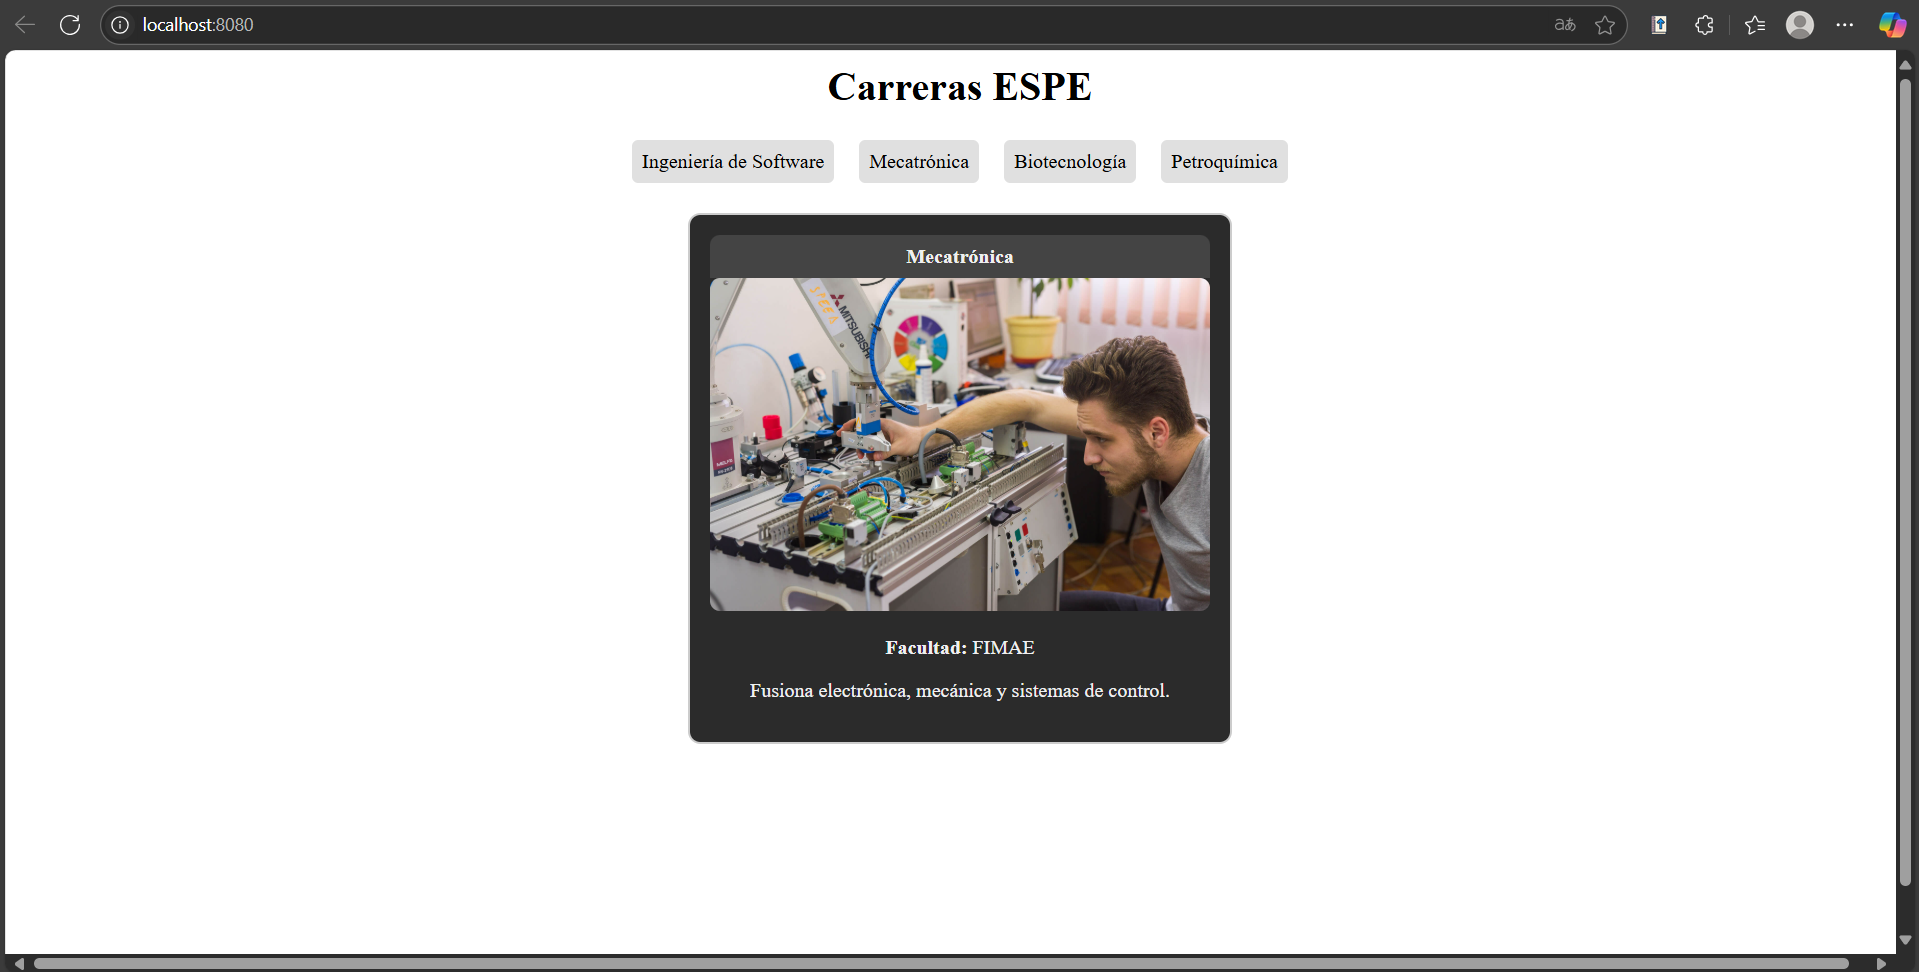 localhost:8080
Carreras ESPE
Ingeniería de Software
Mecatrónica
Biotecnología
Petroquímica
Mecatrónica
MITSUBISHI
Facultad: FIMAE
Fusiona electrónica, mecánica y sistemas de control.